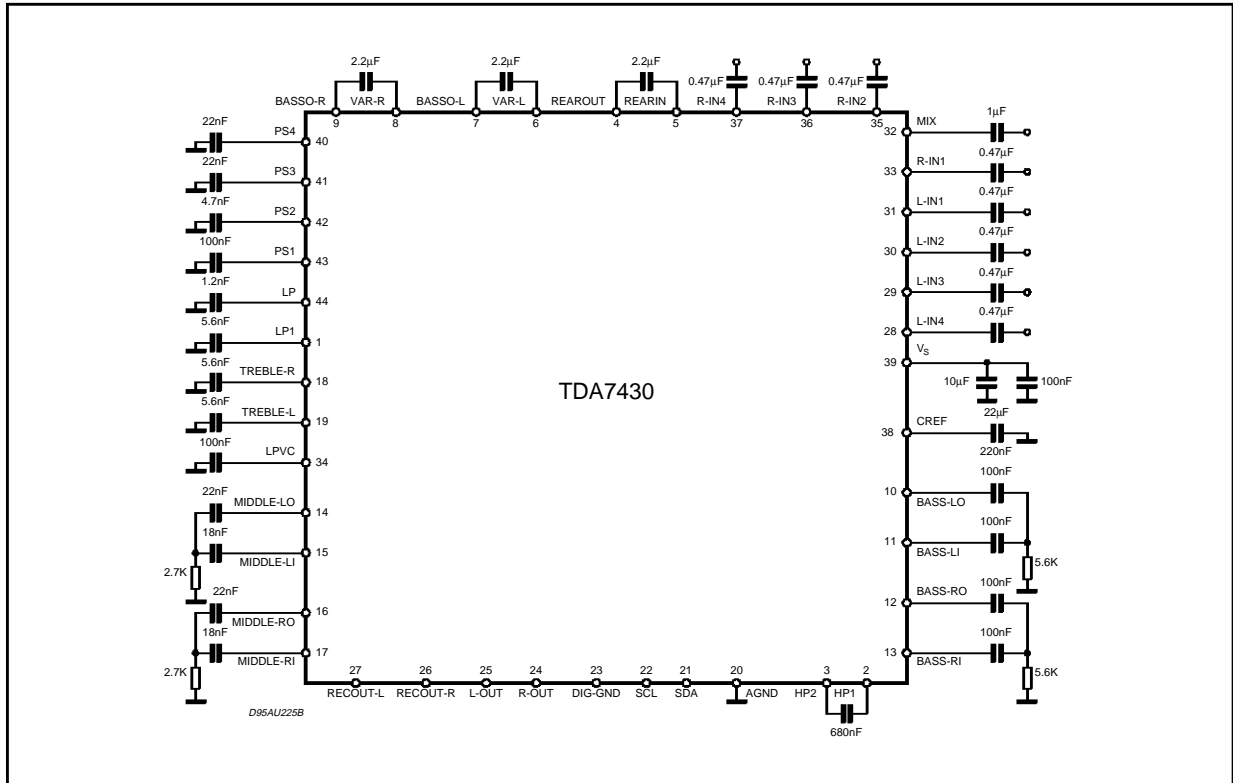 2.2µF 2.2µF 2.2µF 0.47µF 0.47µF 0.47µF
BASSO-R VAR-R BASSO-L VAR-L REAROUT REARIN R-IN4 R-IN3 R-IN2
9 8 7 6 4 5 37 36 35
22nF PS4 40
22nF PS3 41
4.7nF PS2 42
100nF PS1 43
1.2nF LP 44
5.6nF LP1 1
5.6nF TREBLE-R 18
5.6nF TREBLE-L 19
100nF LPVC 34
22nF MIDDLE-LO 14
18nF MIDDLE-LI 15
2.7K
22nF MIDDLE-RO 16
18nF MIDDLE-RI 17
2.7K
TDA7430
32 MIX 1µF
33 R-IN1 0.47µF
31 L-IN1 0.47µF
30 L-IN2 0.47µF
29 L-IN3 0.47µF
28 L-IN4 0.47µF
39 VS
10µF 100nF
38 CREF 22µF
220nF
10 BASS-LO 100nF
11 BASS-LI 100nF
5.6K
12 BASS-RO 100nF
13 BASS-RI 100nF
5.6K
27 26 25 24 23 22 21 20 3 2
RECOUT-L RECOUT-R L-OUT R-OUT DIG-GND SCL SDA AGND HP2 HP1
680nF
D95AU225B